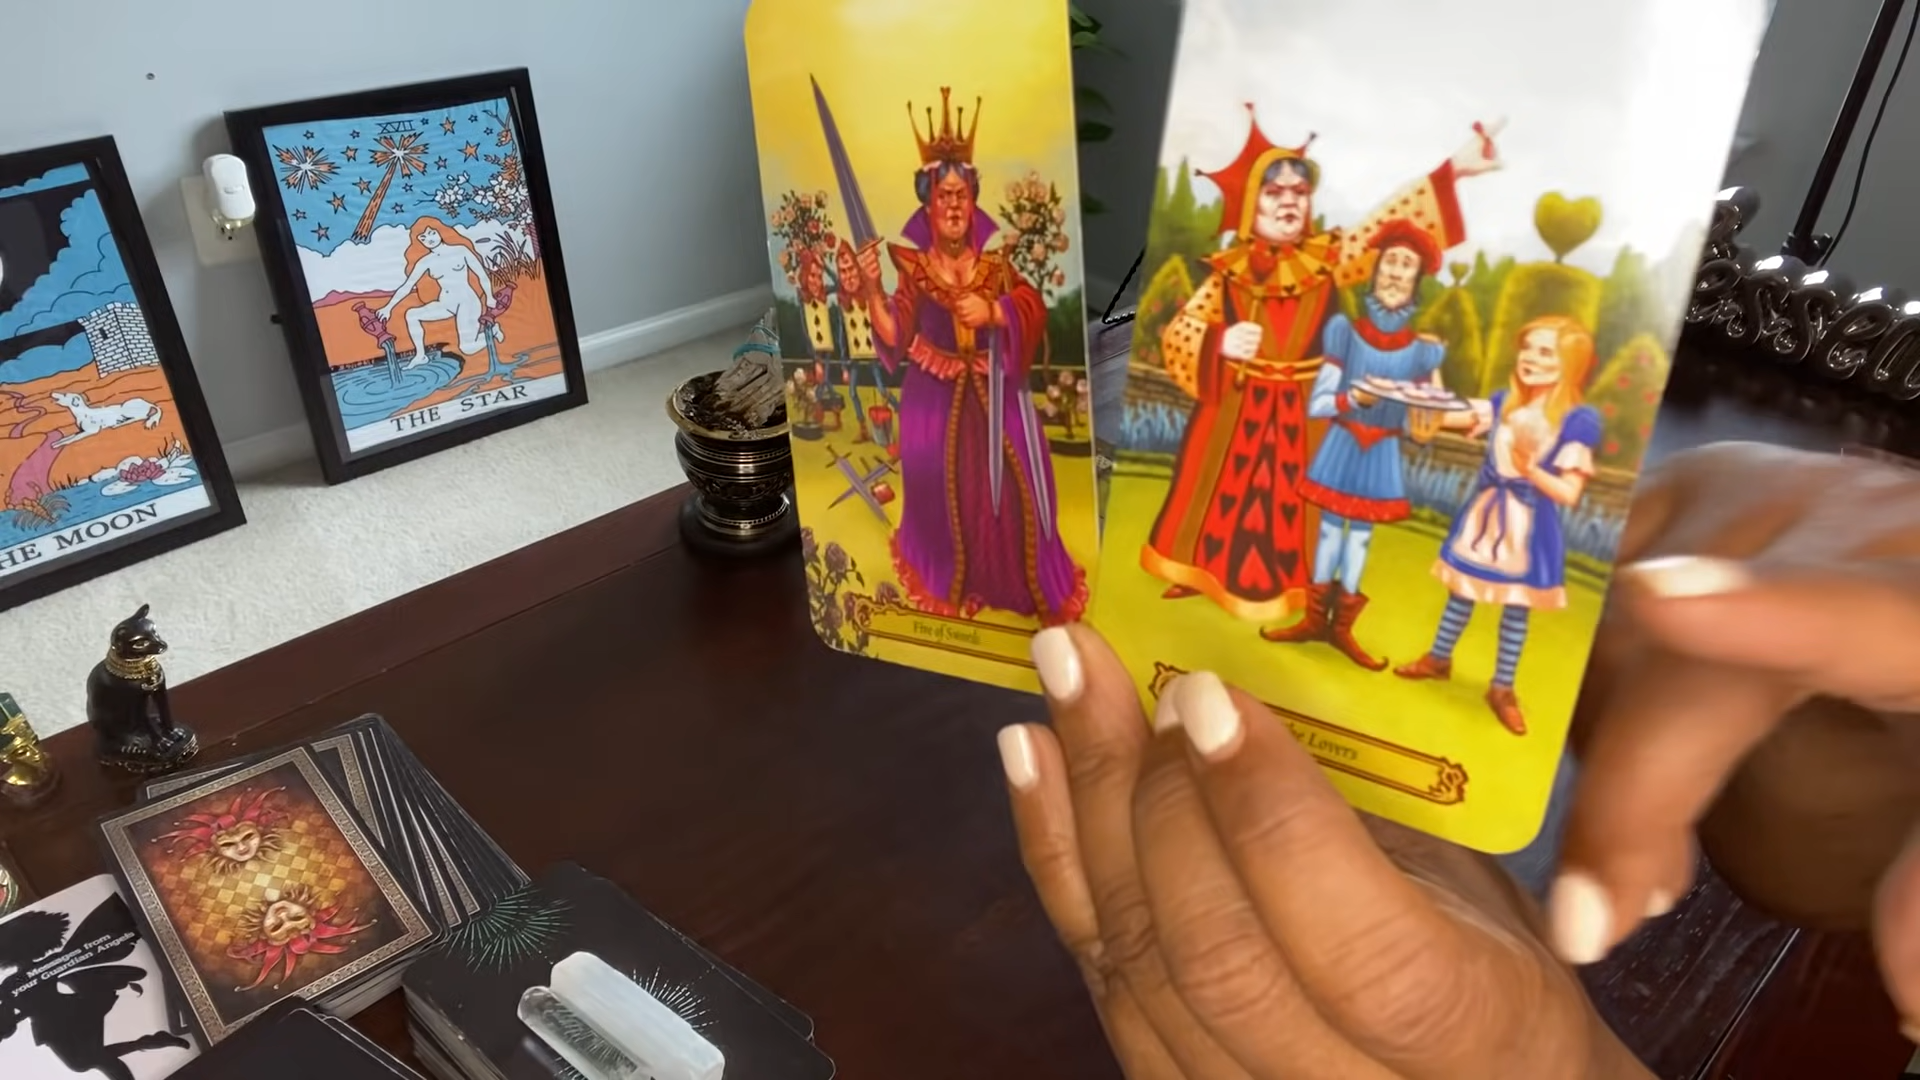 XVII
THE STAR
THE MOON
Five of Swords
The Lovers
Messages from
your Guardian Angels